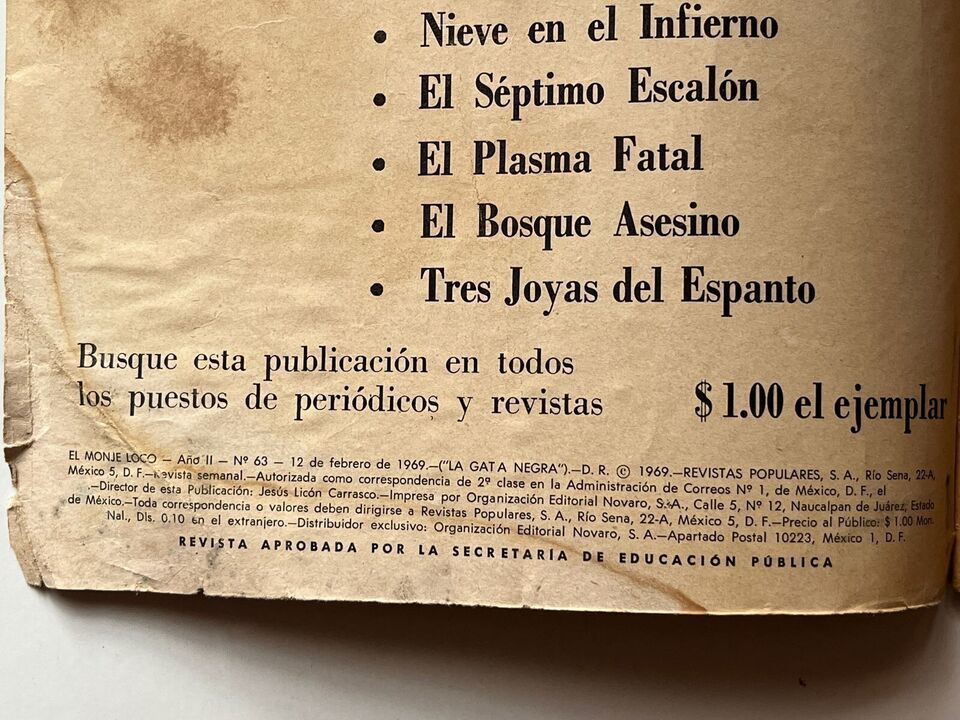 • Nieve en el Infierno
• El Séptimo Escalón
• El Plasma Fatal
• El Bosque Asesino
• Tres Joyas del Espanto
Busque esta publicación en todos
los puestos de periódicos y revistas $1.00 el ejemplar
EL MONJE LOCO — Año II — Nº 63 — 12 de febrero de 1969.—("LA GATA NEGRA").—D. R. © 1969.—REVISTAS POPULARES, S. A., Río Sena, 22-A,
México 5, D. F.—Revista semanal.—Autorizada como correspondencia de 2ª clase en la Administración de Correos Nº 1, de México, D. F., el
.—Director de esta Publicación: Jesús Licón Carrasco.—Impresa por Organización Editorial Novaro, S. A., Calle 5, Nº 12, Naucalpan de Juárez, Estado
de México.—Toda correspondencia o valores deben dirigirse a Revistas Populares, S. A., Río Sena, 22-A, México 5, D. F.—Precio al Público: $ 1.00 Mon.
Nal., Dls. 0.10 en el extranjero.—Distribuidor exclusivo: Organización Editorial Novaro, S. A.—Apartado Postal 10223, México 1, D. F.
REVISTA APROBADA POR LA SECRETARÍA DE EDUCACIÓN PÚBLICA